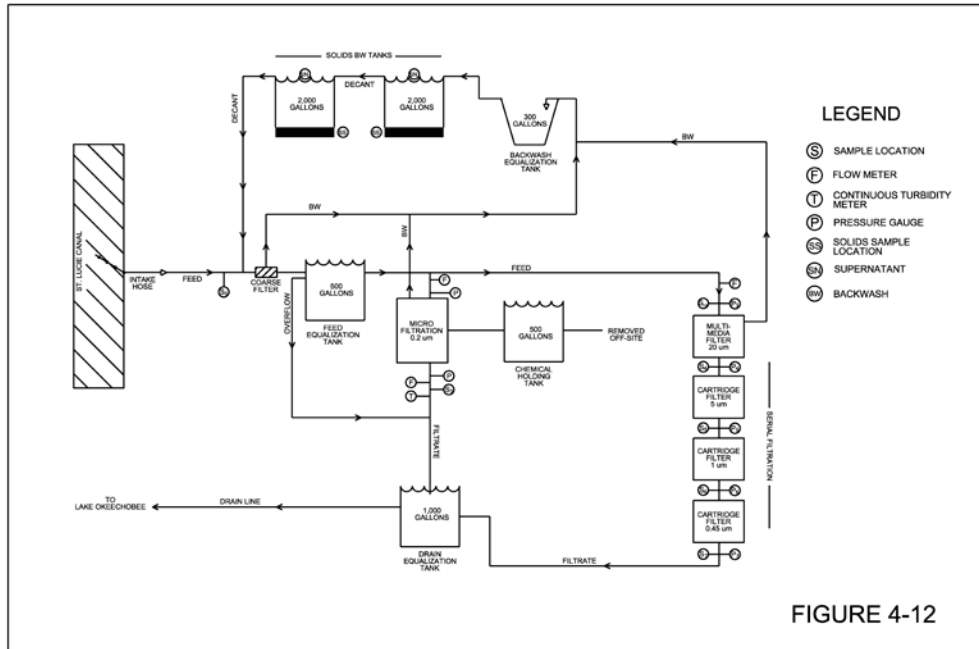 SOLIDS BW TANKS
SN
SN
DECANT
2,000
GALLONS
2,000
GALLONS
300
GALLONS
BACKWASH
EQUALIZATION
TANK
DECANT
BW
BW
BW
ST. LUCIE CANAL
INTAKE
HOSE
FEED
COARSE
FILTER
500
GALLONS
FEED
EQUALIZATION
TANK
OVERFLOW
FEED
F
P
MICRO
FILTRATION
0.2 um
500
GALLONS
CHEMICAL
HOLDING
TANK
REMOVED
OFF-SITE
F
P
T
FILTRATE
F
MULTI-
MEDIA
FILTER
20 um
CARTRIDGE
FILTER
5 um
CARTRIDGE
FILTER
1 um
CARTRIDGE
FILTER
0.45 um
SERIAL FILTRATION
TO
LAKE OKEECHOBEE
DRAIN LINE
1,000
GALLONS
DRAIN
EQUALIZATION
TANK
FILTRATE
LEGEND
S SAMPLE LOCATION
F FLOW METER
T CONTINUOUS TURBIDITY
METER
P PRESSURE GAUGE
SS SOLIDS SAMPLE
LOCATION
SN SUPERNATANT
BW BACKWASH
FIGURE 4-12